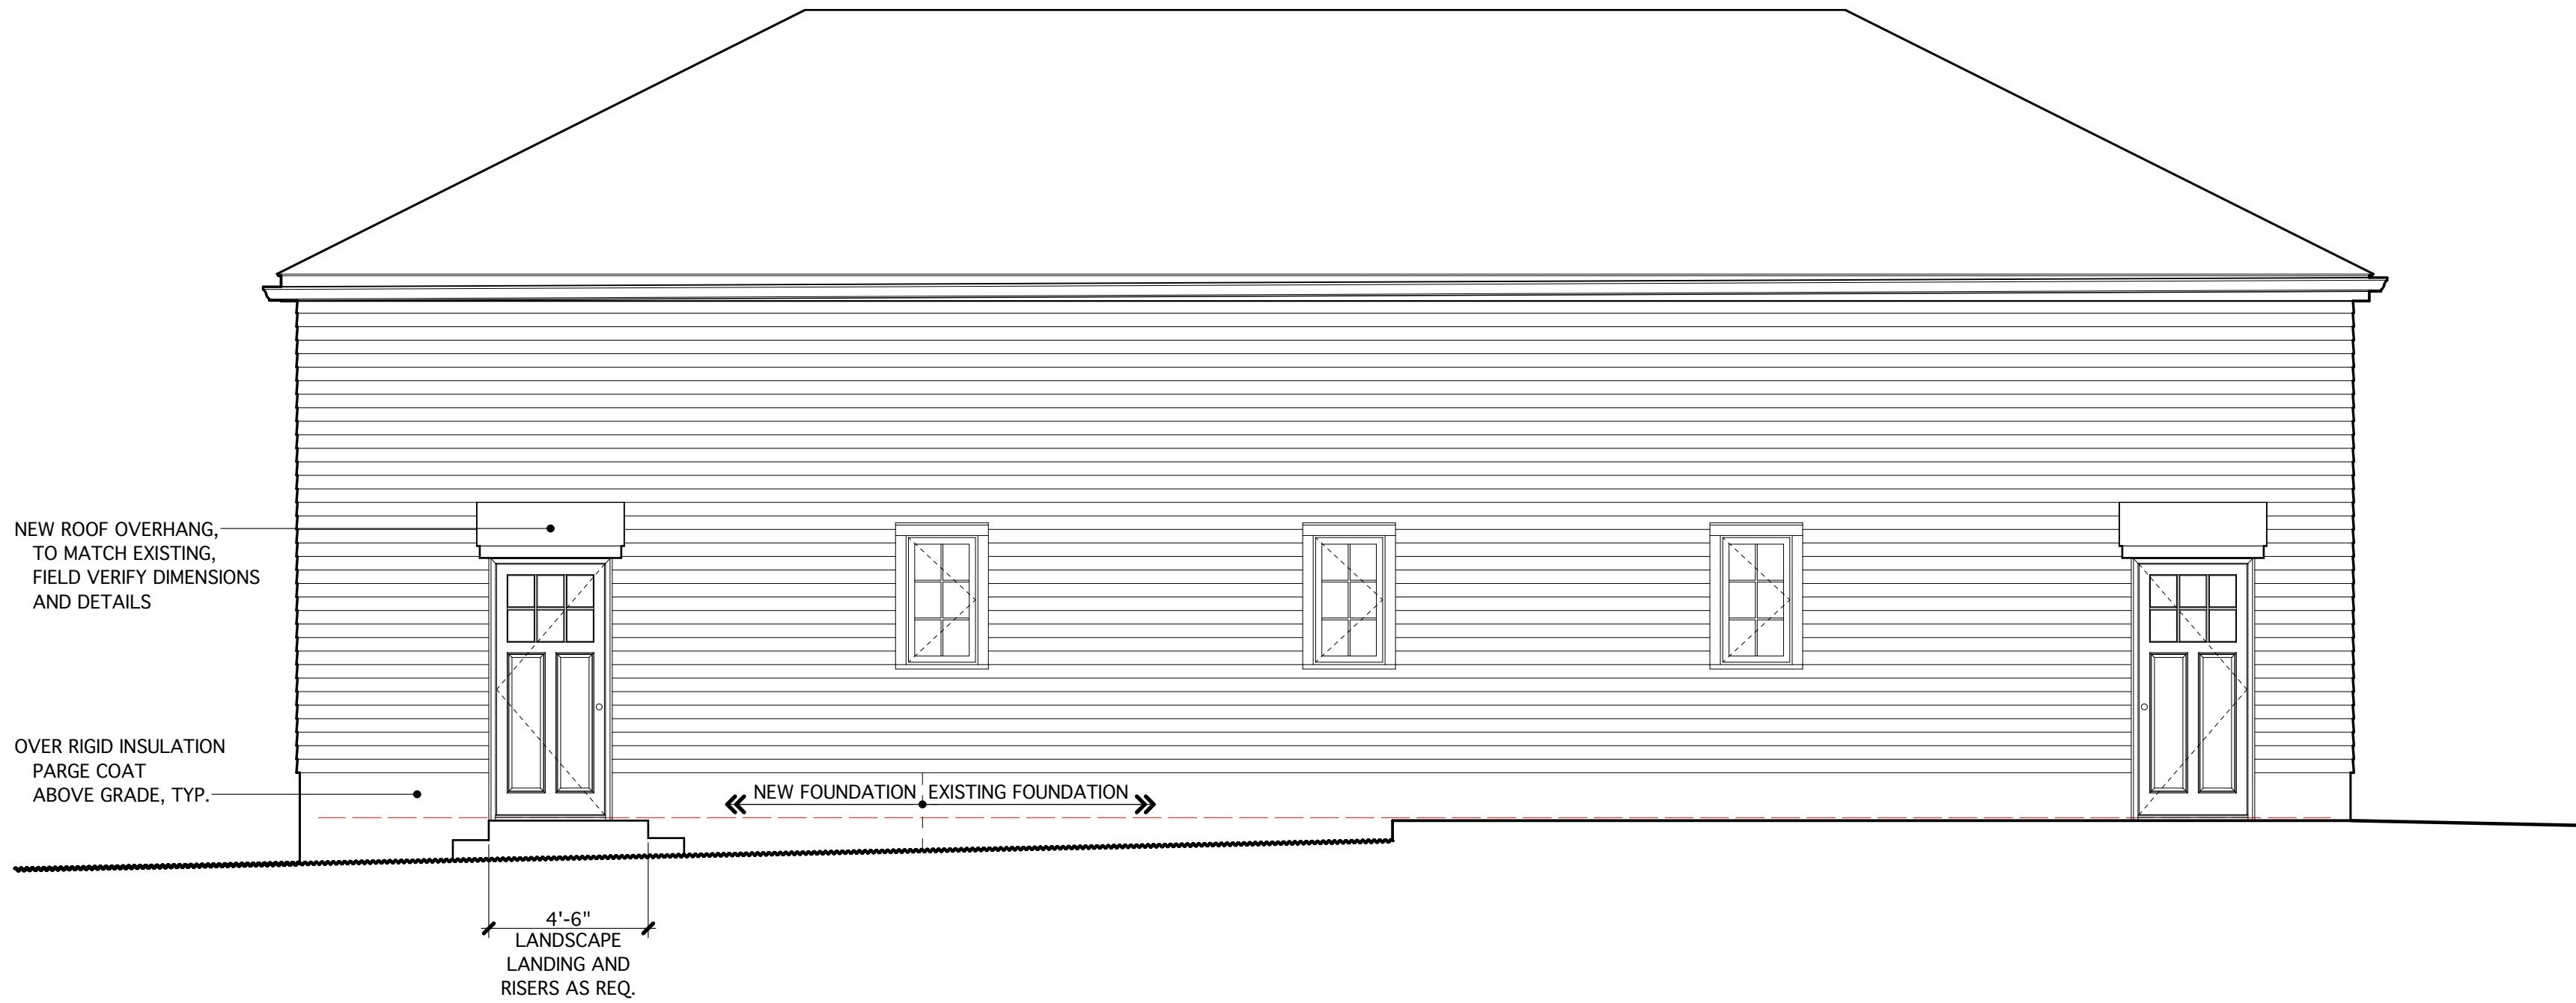 NEW ROOF OVERHANG,
TO MATCH EXISTING,
FIELD VERIFY DIMENSIONS
AND DETAILS
OVER RIGID INSULATION
PARGE COAT
ABOVE GRADE, TYP.
NEW FOUNDATION
EXISTING FOUNDATION
4'-6"
LANDSCAPE
LANDING AND
RISERS AS REQ.